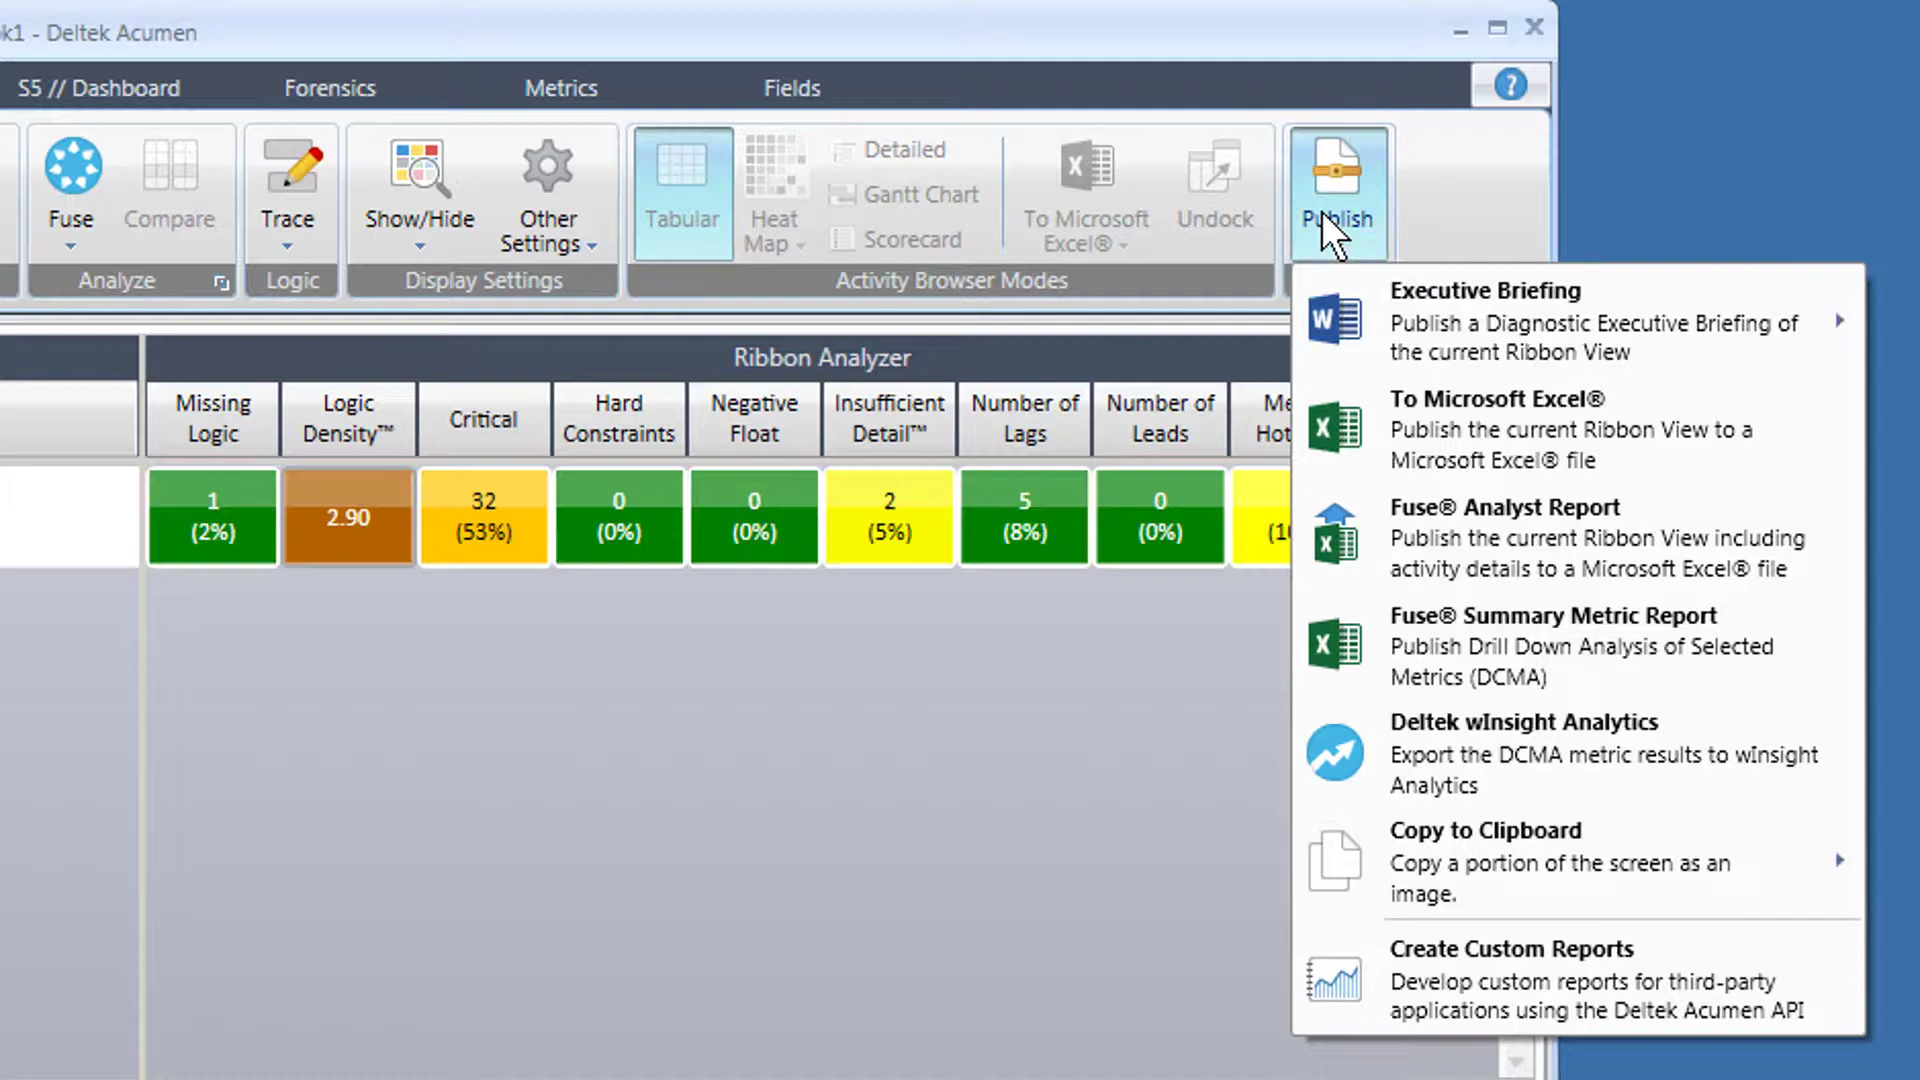 k1 - Deltek Acumen
S5 // Dashboard
Forensics
Metrics
Fields
?
Fuse
Compare
Analyze
Trace
Logic
Show/Hide
Other
Settings
Display Settings
Tabular
Heat
Map
Detailed
Gantt Chart
Scorecard
To Microsoft
Excel®
Undock
Activity Browser Modes
Publish
Ribbon Analyzer
Missing
Logic
Logic
Density™
Critical
Hard
Constraints
Negative
Float
Insufficient
Detail™
Number of
Lags
Number of
Leads
1
(2%)
2.90
32
(53%)
0
(0%)
0
(0%)
2
(5%)
5
(8%)
0
(0%)
Executive Briefing
Publish a Diagnostic Executive Briefing of
the current Ribbon View
To Microsoft Excel®
Publish the current Ribbon View to a
Microsoft Excel® file
Fuse® Analyst Report
Publish the current Ribbon View including
activity details to a Microsoft Excel® file
Fuse® Summary Metric Report
Publish Drill Down Analysis of Selected
Metrics (DCMA)
Deltek wInsight Analytics
Export the DCMA metric results to wInsight
Analytics
Copy to Clipboard
Copy a portion of the screen as an
image.
Create Custom Reports
Develop custom reports for third-party
applications using the Deltek Acumen API